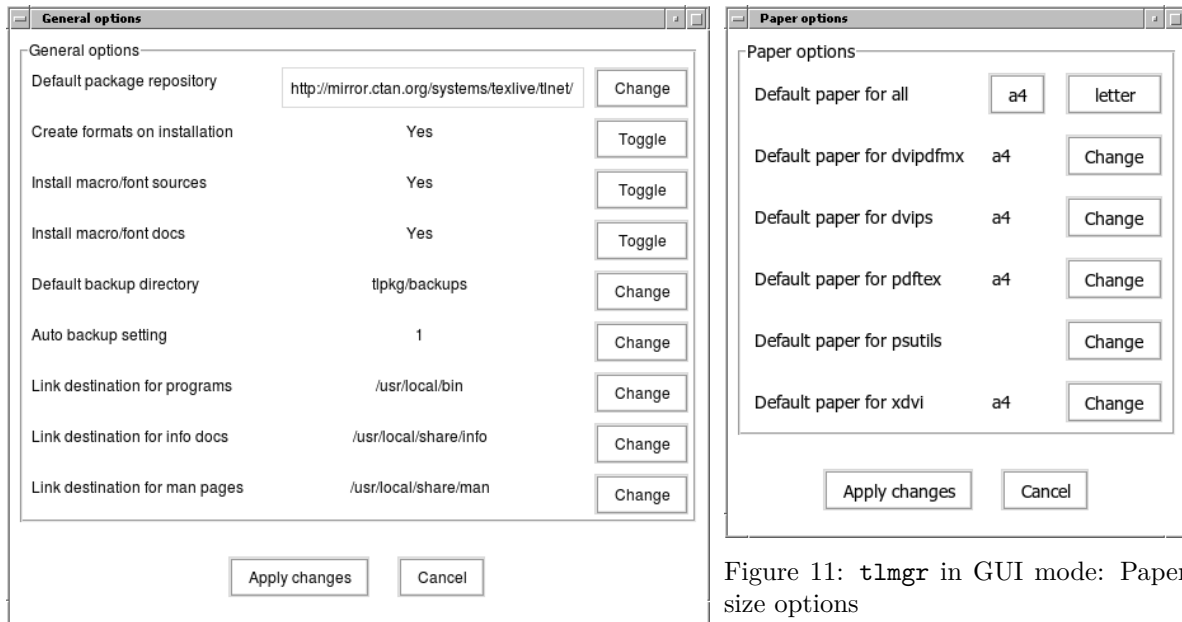 General options
General options
Default package repository http://mirror.ctan.org/systems/texlive/tlnet/ Change
Create formats on installation Yes Toggle
Install macro/font sources Yes Toggle
Install macro/font docs Yes Toggle
Default backup directory tlpkg/backups Change
Auto backup setting 1 Change
Link destination for programs /usr/local/bin Change
Link destination for info docs /usr/local/share/info Change
Link destination for man pages /usr/local/share/man Change
Apply changes Cancel
Paper options
Paper options
Default paper for all a4 letter
Default paper for dvipdfmx a4 Change
Default paper for dvips a4 Change
Default paper for pdftex a4 Change
Default paper for psutils Change
Default paper for xdvi a4 Change
Apply changes Cancel
Figure 11: tlmgr in GUI mode: Paper
size options